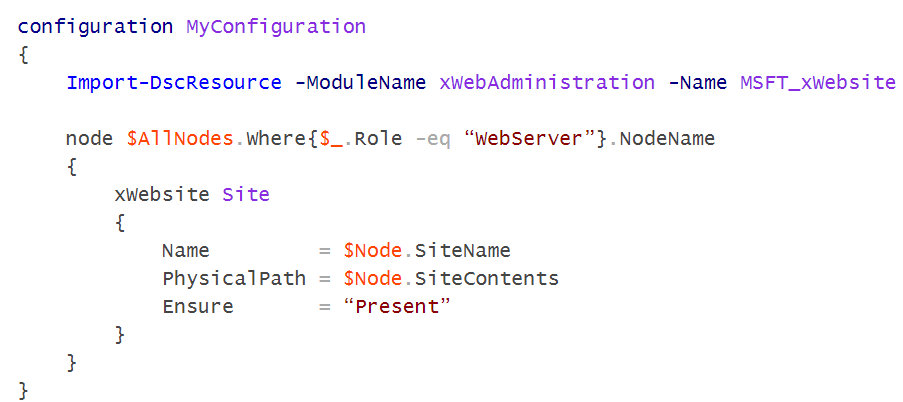 configuration MyConfiguration
{
    Import-DscResource -ModuleName xWebAdministration -Name MSFT_xWebsite
    node $AllNodes.Where{$_.Role -eq “WebServer”}.NodeName
    {
        xWebsite Site
        {
            Name         = $Node.SiteName
            PhysicalPath = $Node.SiteContents
            Ensure       = “Present”
        }
    }
}